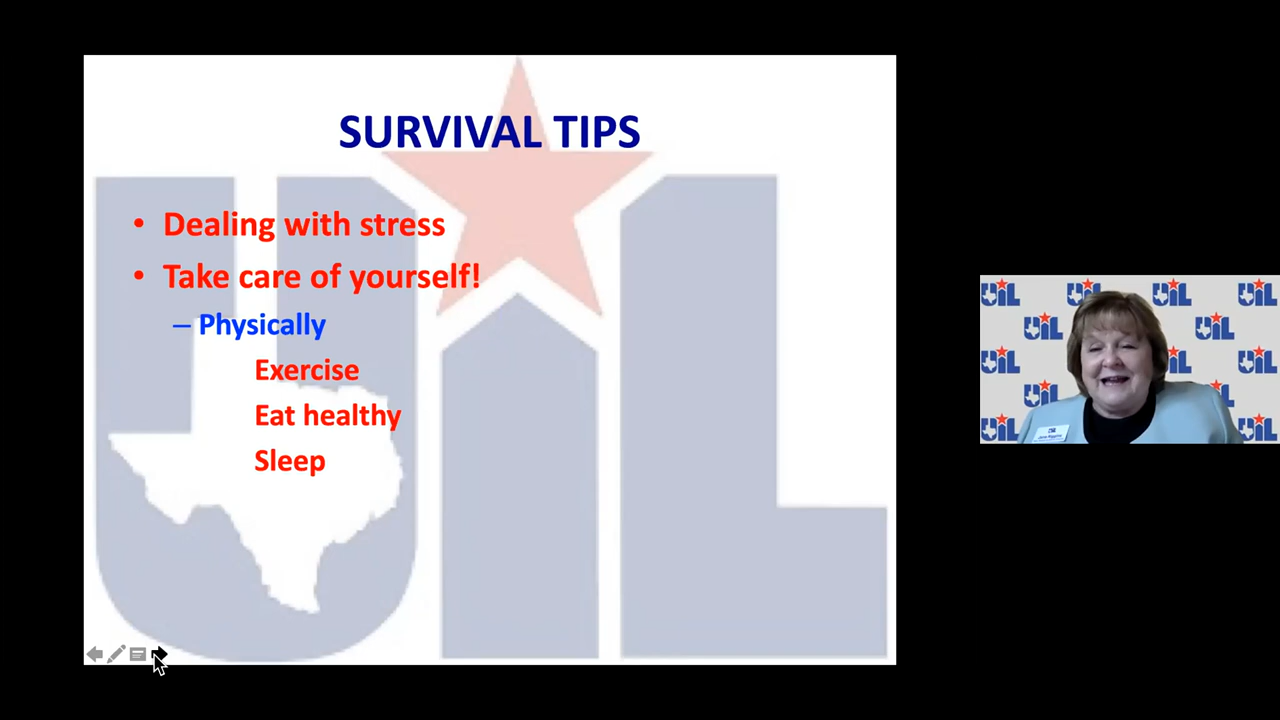 SURVIVAL TIPS
• Dealing with stress
• Take care of yourself!
– Physically
Exercise
Eat healthy
Sleep
UIL